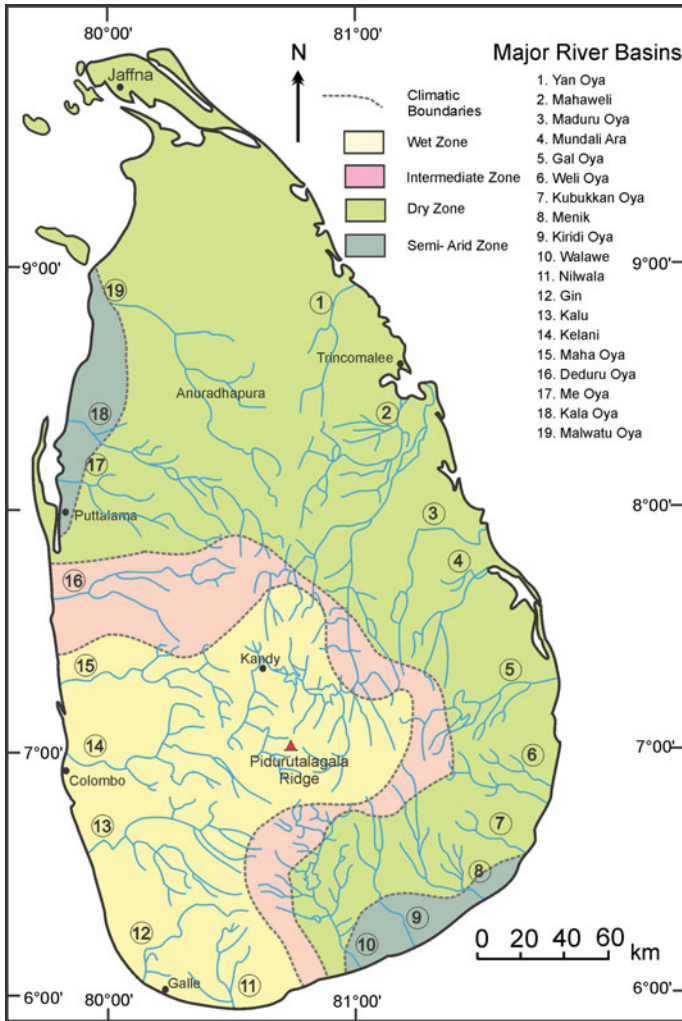 80°00'
81°00'
Jaffna
N
Major River Basins
Climatic
Boundaries
Wet Zone
Intermediate Zone
Dry Zone
Semi- Arid Zone
1. Yan Oya
2. Mahaweli
3. Maduru Oya
4. Mundali Ara
5. Gal Oya
6. Weli Oya
7. Kubukkan Oya
8. Menik
9. Kiridi Oya
10. Walawe
11. Nilwala
12. Gin
13. Kalu
14. Kelani
15. Maha Oya
16. Deduru Oya
17. Me Oya
18. Kala Oya
19. Malwatu Oya
9°00'
9°00'
19
1
Trincomalee
Anuradhapura
18
2
17
Puttalama
8°00'
3
4
16
Kandy
15
5
7°00'
14
Pidurutalagala
Ridge
7°00'
6
Colombo
13
7
8
9
12
10
0 20 40 60
km
Galle
11
6°00'
6°00'
80°00'
81°00'